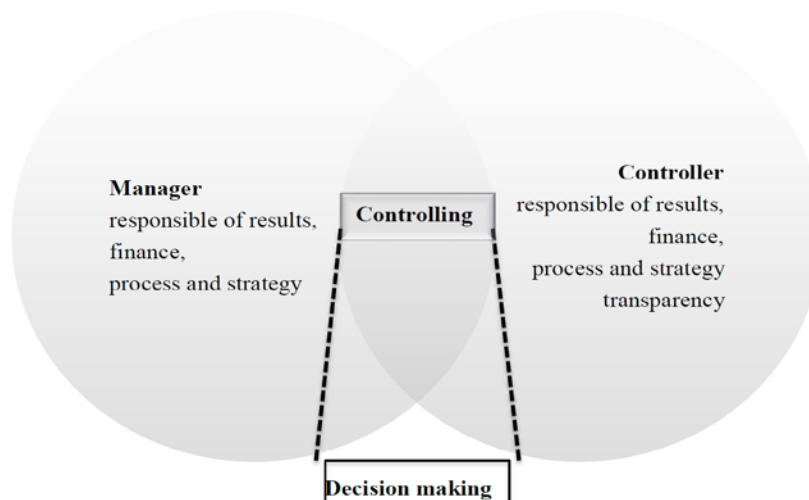 Manager
responsible of results,
finance,
process and strategy
Controlling
Controller
responsible of results,
finance,
process and strategy
transparency
Decision making